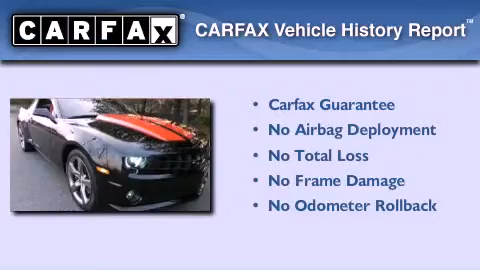 CARFAX®
CARFAX Vehicle History Report™
• Carfax Guarantee
• No Airbag Deployment
• No Total Loss
• No Frame Damage
• No Odometer Rollback